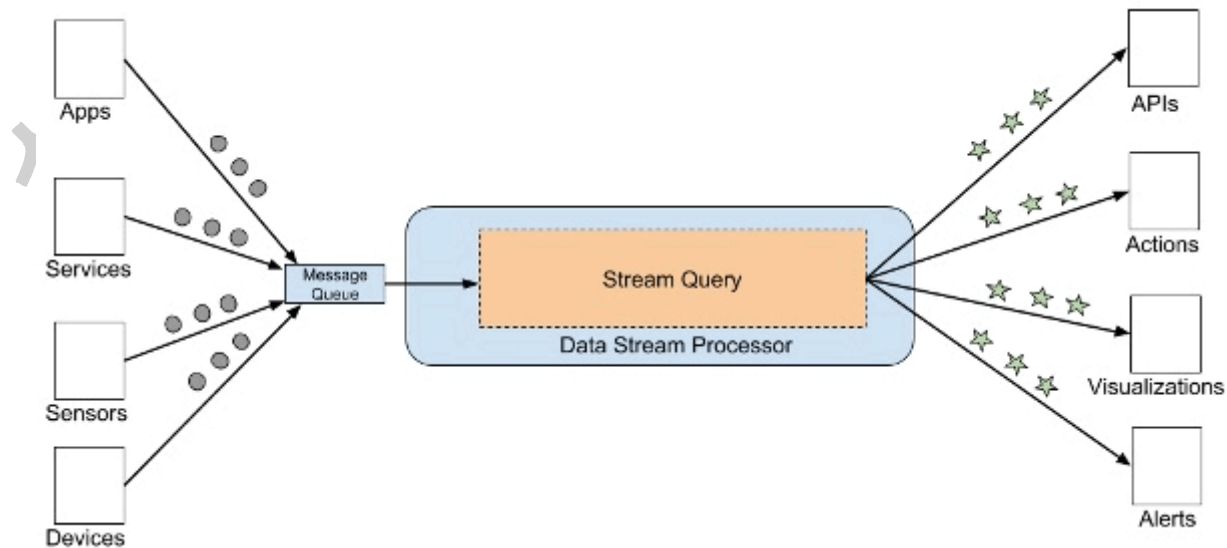 Apps
Services
Sensors
Devices
Message
Queue
Stream Query
Data Stream Processor
APIs
Actions
Visualizations
Alerts